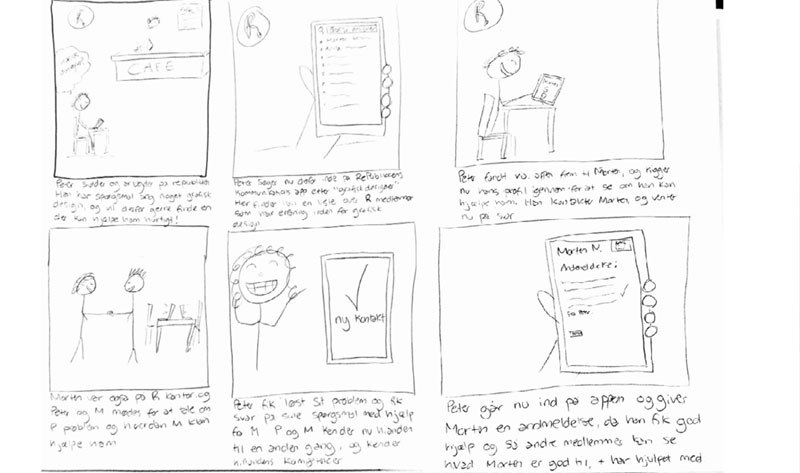 R
CAFE
Peter sidder og arbejder på republikken
Han har spørgsmål ang noget grafisk
design, og vil derfor gerne finde en
der kan hjælpe ham hurtigt!
R
Peter søger nu derfor inde på Republikkens
kommunikations app efter "grafisk designer"
Her finder han en liste over R medlemmer
som har erfaring inden for grafisk
design
R
Peter fandt via appen frem til Morten, og kigger
nu hans profil igennem for at se om han kan
hjælpe ham. Han kontakter Morten, og venter
nu på svar
Morten var også på R kontor, og
Peter og M mødes for at tale om
P problem og hvordan M kan
hjælpe ham
ny kontakt
Peter fik løst sit problem og fik
svar på sine spørgsmål med hjælp
fra M. P og M kender nu hinanden
til en anden gang, og kender
hinandens kompetencer
Morten N.
Anmeldelse:
Peter går nu ind på appen og giver
Morten en anmeldelse, da han fik god
hjælp og så andre medlemmer kan se
hvad Morten er god til, + har hjulpet med